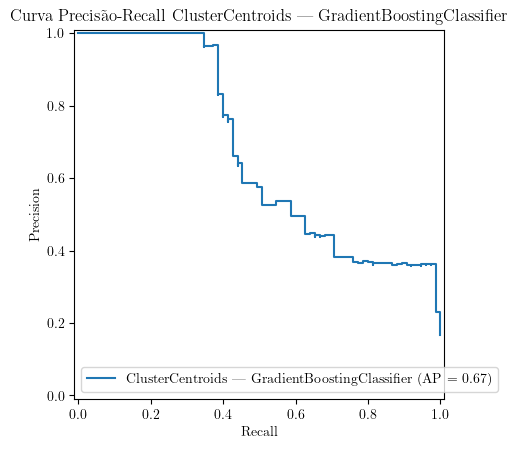 Curva Precisão-Recall ClusterCentroids — GradientBoostingClassifier
1.0
0.8
0.6
0.4
0.2
0.0
Precision
ClusterCentroids — GradientBoostingClassifier (AP = 0.67)
0.0 0.2 0.4 0.6 0.8 1.0
Recall